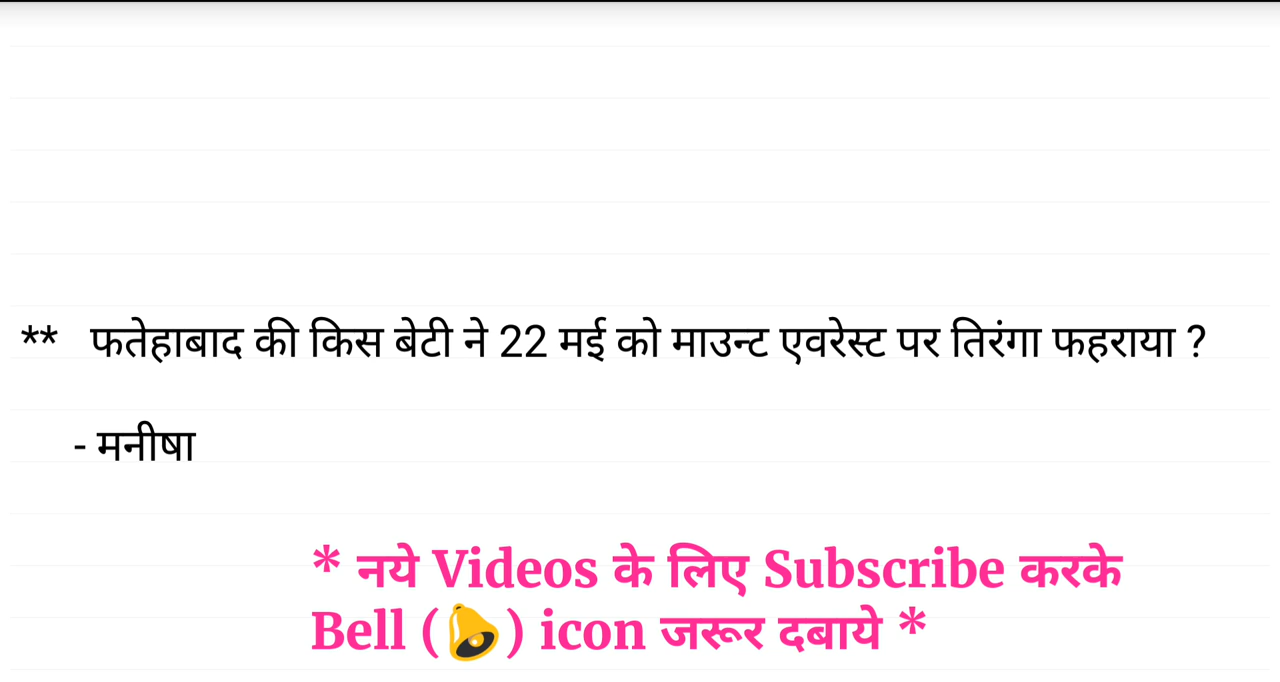 ** फतेहाबाद की किस बेटी ने 22 मई को माउन्ट एवरेस्ट पर तिरंगा फहराया ?
- मनीषा
* नये Videos के लिए Subscribe करके
Bell (🔔) icon जरूर दबाये *